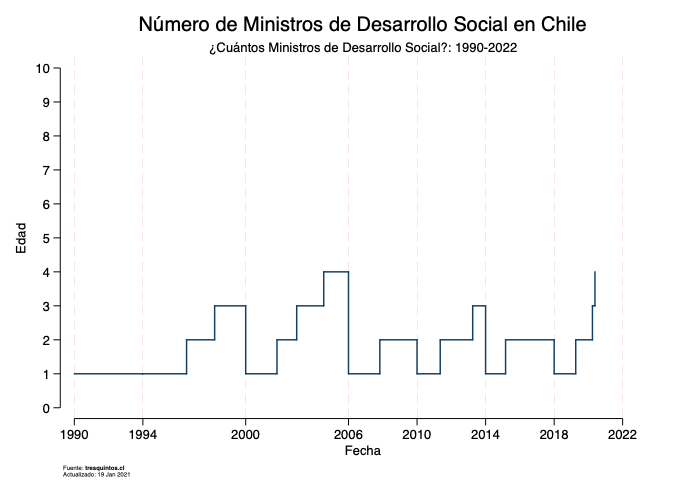 Número de Ministros de Desarrollo Social en Chile
¿Cuántos Ministros de Desarrollo Social?: 1990-2022
10
9
8
7
6
5
4
3
2
1
0
Edad
1990 1994 2000 2006 2010 2014 2018 2022
Fecha
Fuente: tresquintos.cl
Actualizado: 19 Jan 2021